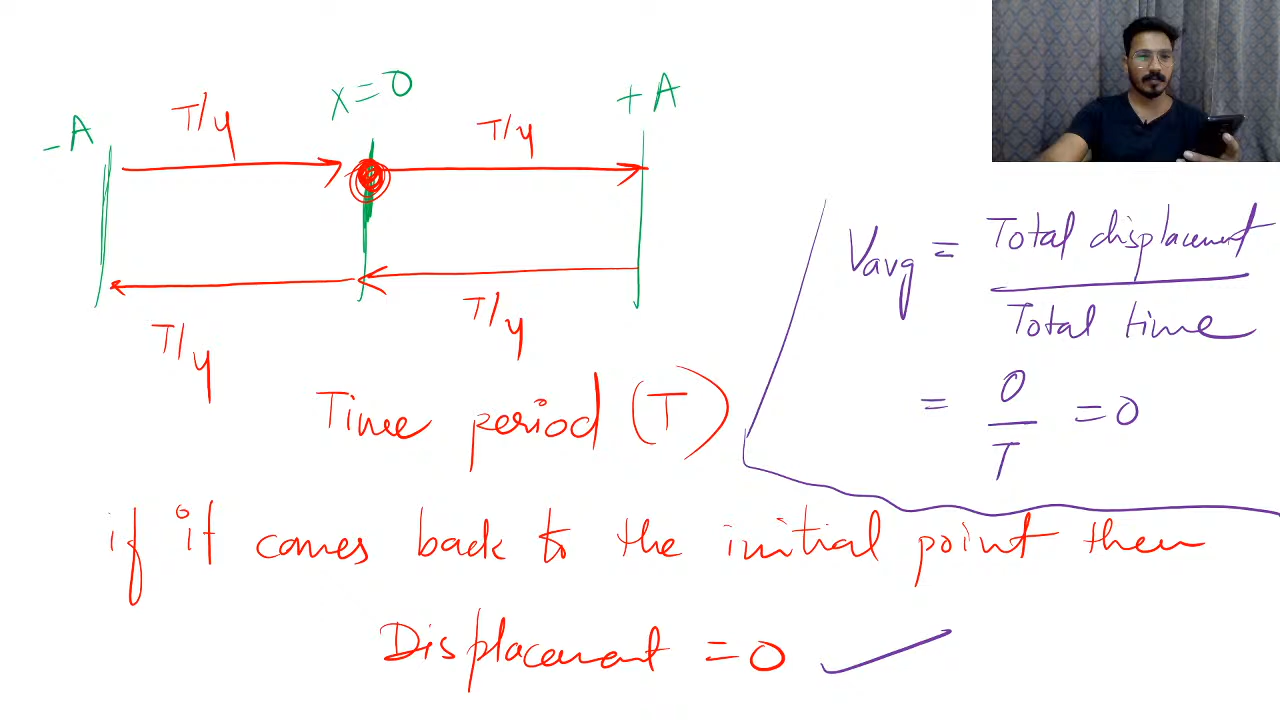 x=0
+A
-A
T/4
T/4
T/4
T/4
Time period (T)
Vavg = Total displacement
Total time
= 0
T
=0
if it comes back to the initial point then
Displacement =0